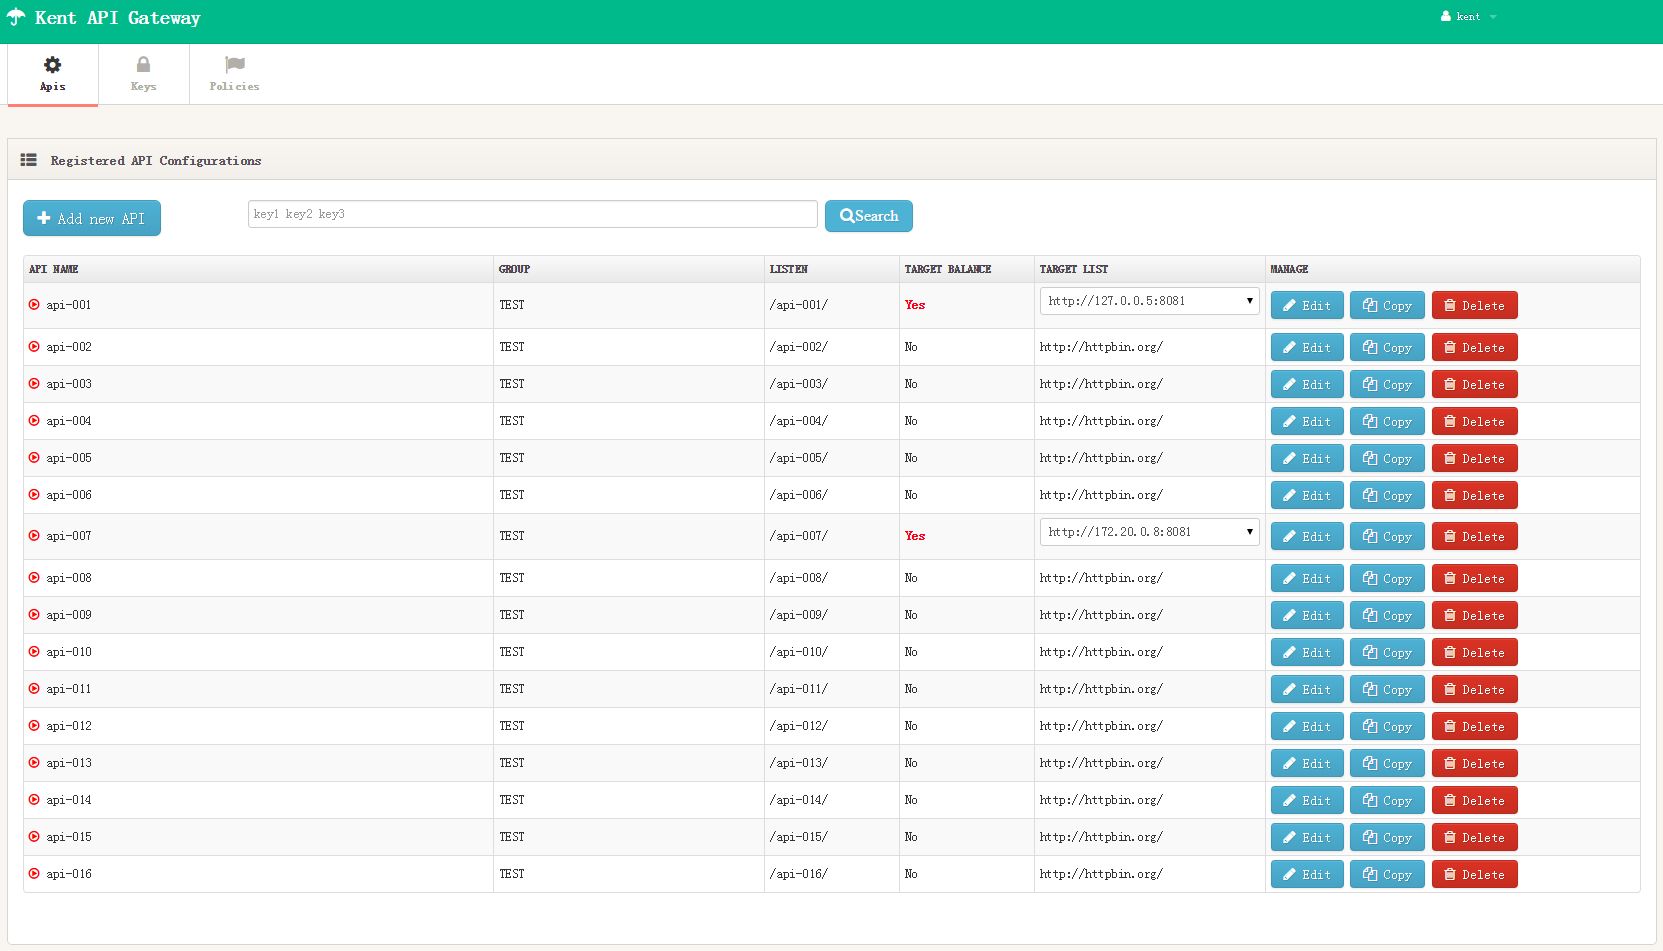 Kent API Gateway kent
Apis Keys Policies
Registered API Configurations
Add new API key1 key2 key3 Search
API NAME GROUP LISTEN TARGET BALANCE TARGET LIST MANAGE
api-001 TEST /api-001/ Yes http://127.0.0.5:8081 Edit Copy Delete
api-002 TEST /api-002/ No http://httpbin.org/ Edit Copy Delete
api-003 TEST /api-003/ No http://httpbin.org/ Edit Copy Delete
api-004 TEST /api-004/ No http://httpbin.org/ Edit Copy Delete
api-005 TEST /api-005/ No http://httpbin.org/ Edit Copy Delete
api-006 TEST /api-006/ No http://httpbin.org/ Edit Copy Delete
api-007 TEST /api-007/ Yes http://172.20.0.8:8081 Edit Copy Delete
api-008 TEST /api-008/ No http://httpbin.org/ Edit Copy Delete
api-009 TEST /api-009/ No http://httpbin.org/ Edit Copy Delete
api-010 TEST /api-010/ No http://httpbin.org/ Edit Copy Delete
api-011 TEST /api-011/ No http://httpbin.org/ Edit Copy Delete
api-012 TEST /api-012/ No http://httpbin.org/ Edit Copy Delete
api-013 TEST /api-013/ No http://httpbin.org/ Edit Copy Delete
api-014 TEST /api-014/ No http://httpbin.org/ Edit Copy Delete
api-015 TEST /api-015/ No http://httpbin.org/ Edit Copy Delete
api-016 TEST /api-016/ No http://httpbin.org/ Edit Copy Delete